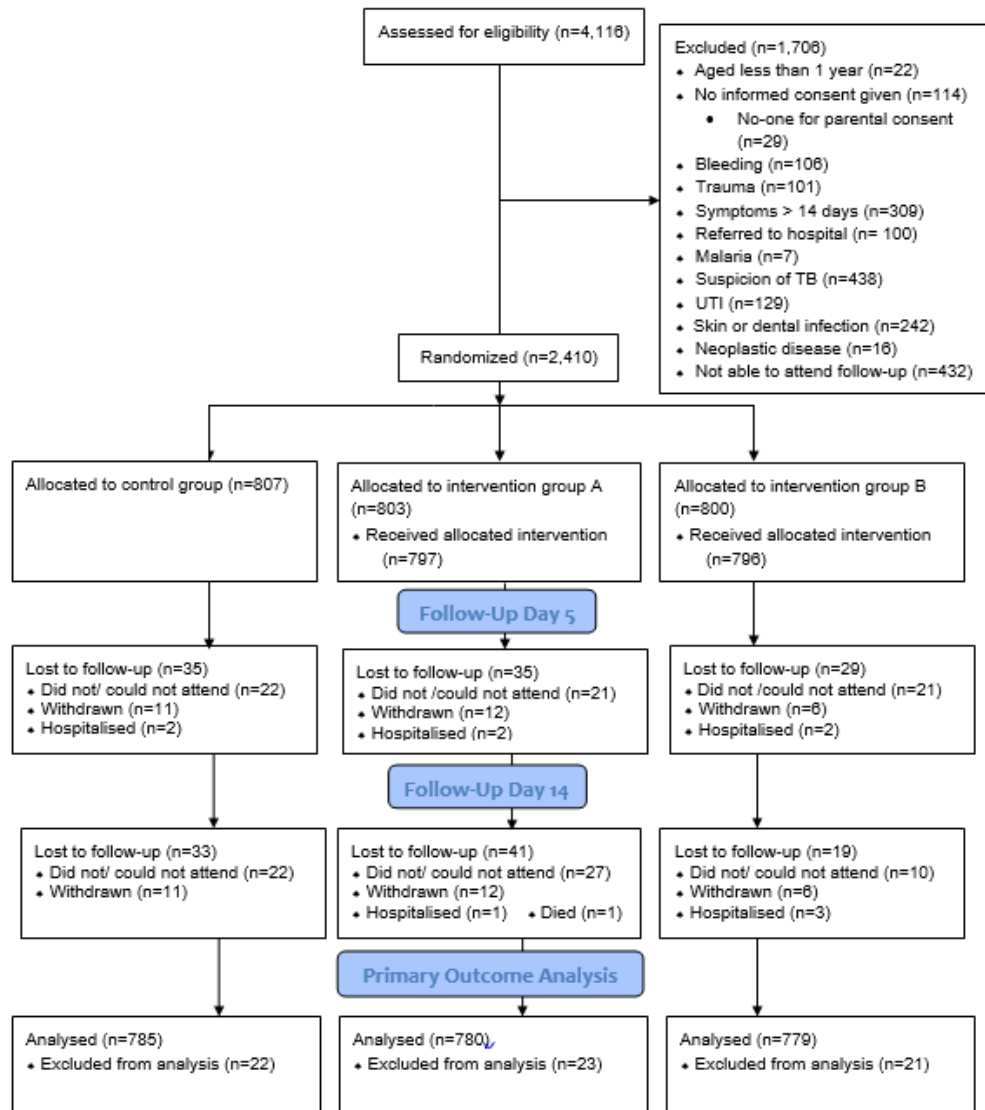 Assessed for eligibility (n=4,116)
Excluded (n=1,706)
✦ Aged less than 1 year (n=22)
✦ No informed consent given (n=114)
• No-one for parental consent
(n=29)
✦ Bleeding (n=106)
✦ Trauma (n=101)
✦ Symptoms > 14 days (n=309)
✦ Referred to hospital (n= 100)
✦ Malaria (n=7)
✦ Suspicion of TB (n=438)
✦ UTI (n=129)
✦ Skin or dental infection (n=242)
✦ Neoplastic disease (n=16)
✦ Not able to attend follow-up (n=432)
Randomized (n=2,410)
Allocated to control group (n=807)
Allocated to intervention group A
(n=803)
✦ Received allocated intervention
(n=797)
Allocated to intervention group B
(n=800)
✦ Received allocated intervention
(n=796)
Follow-Up Day 5
Lost to follow-up (n=35)
✦ Did not/ could not attend (n=22)
✦ Withdrawn (n=11)
✦ Hospitalised (n=2)
Lost to follow-up (n=35)
✦ Did not /could not attend (n=21)
✦ Withdrawn (n=12)
✦ Hospitalised (n=2)
Lost to follow-up (n=29)
✦ Did not /could not attend (n=21)
✦ Withdrawn (n=6)
✦ Hospitalised (n=2)
Follow-Up Day 14
Lost to follow-up (n=33)
✦ Did not/ could not attend (n=22)
✦ Withdrawn (n=11)
Lost to follow-up (n=41)
✦ Did not/ could not attend (n=27)
✦ Withdrawn (n=12)
✦ Hospitalised (n=1) ✦ Died (n=1)
Lost to follow-up (n=19)
✦ Did not/ could not attend (n=10)
✦ Withdrawn (n=6)
✦ Hospitalised (n=3)
Primary Outcome Analysis
Analysed (n=785)
✦ Excluded from analysis (n=22)
Analysed (n=780)
✦ Excluded from analysis (n=23)
Analysed (n=779)
✦ Excluded from analysis (n=21)